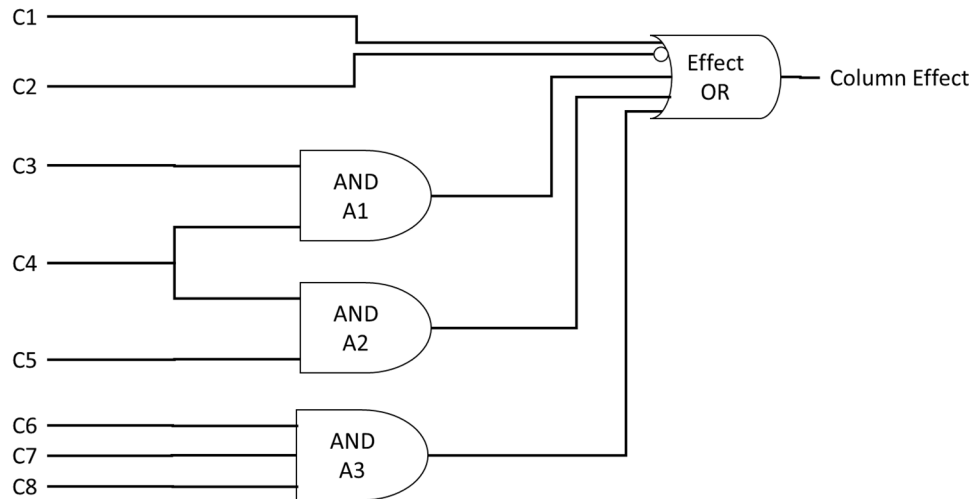 C1
C2
C3
C4
C5
C6
C7
C8
AND
A1
AND
A2
AND
A3
Effect
OR
Column Effect